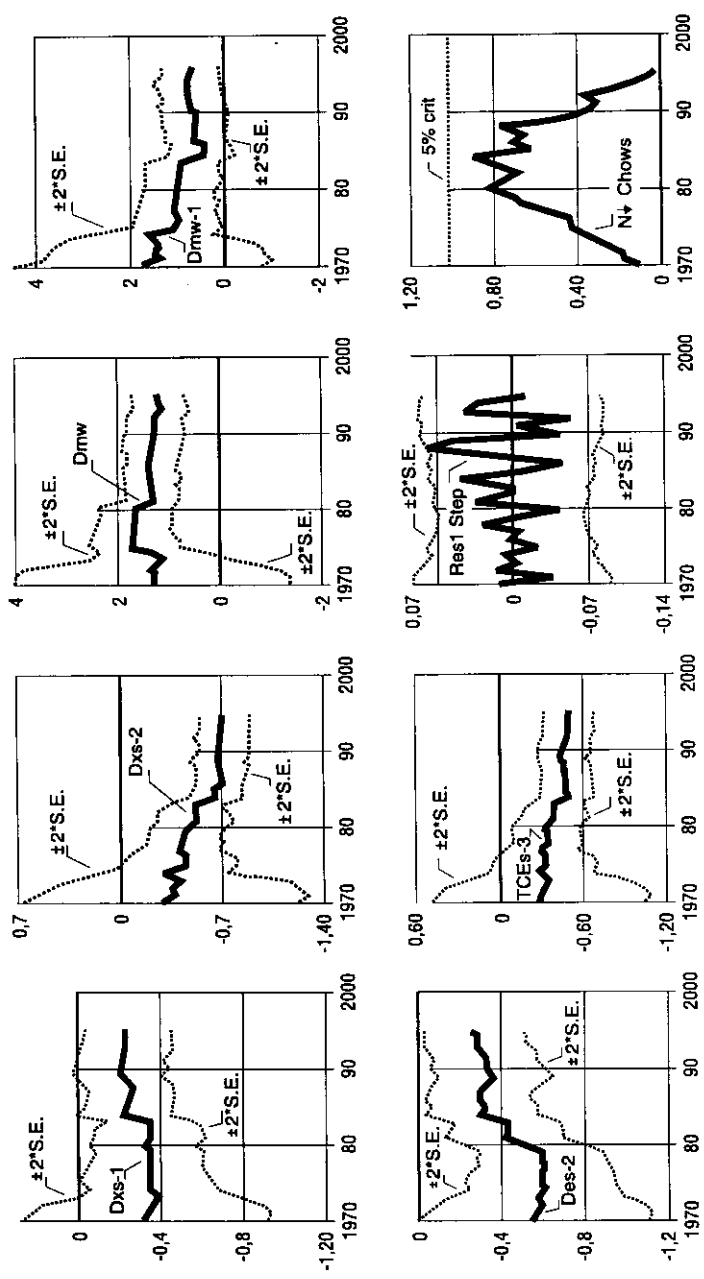 0
-0,4
-0,8
-1,20
1970
80
90
2000
±2*S.E.
Dxs-1
±2*S.E.
0,7
0
-0,7
-1,40
1970
80
90
2000
±2*S.E.
Dxs-2
±2*S.E.
4
2
0
-2
1970
80
90
2000
±2*S.E.
Dmw
±2*S.E.
4
2
0
-2
1970
80
90
2000
±2*S.E.
Dmw-1
±2*S.E.
0
-0,4
-0,8
-1,2
1970
80
90
2000
±2*S.E.
Des-2
±2*S.E.
0,60
0
-0,60
-1,20
1970
80
90
2000
±2*S.E.
TCEs-3
±2*S.E.
0,07
0
-0,07
-0,14
1970
80
90
2000
±2*S.E.
Res1 Step
±2*S.E.
1,20
0,80
0,40
0
1970
80
90
2000
5% crit
N↓ Chows